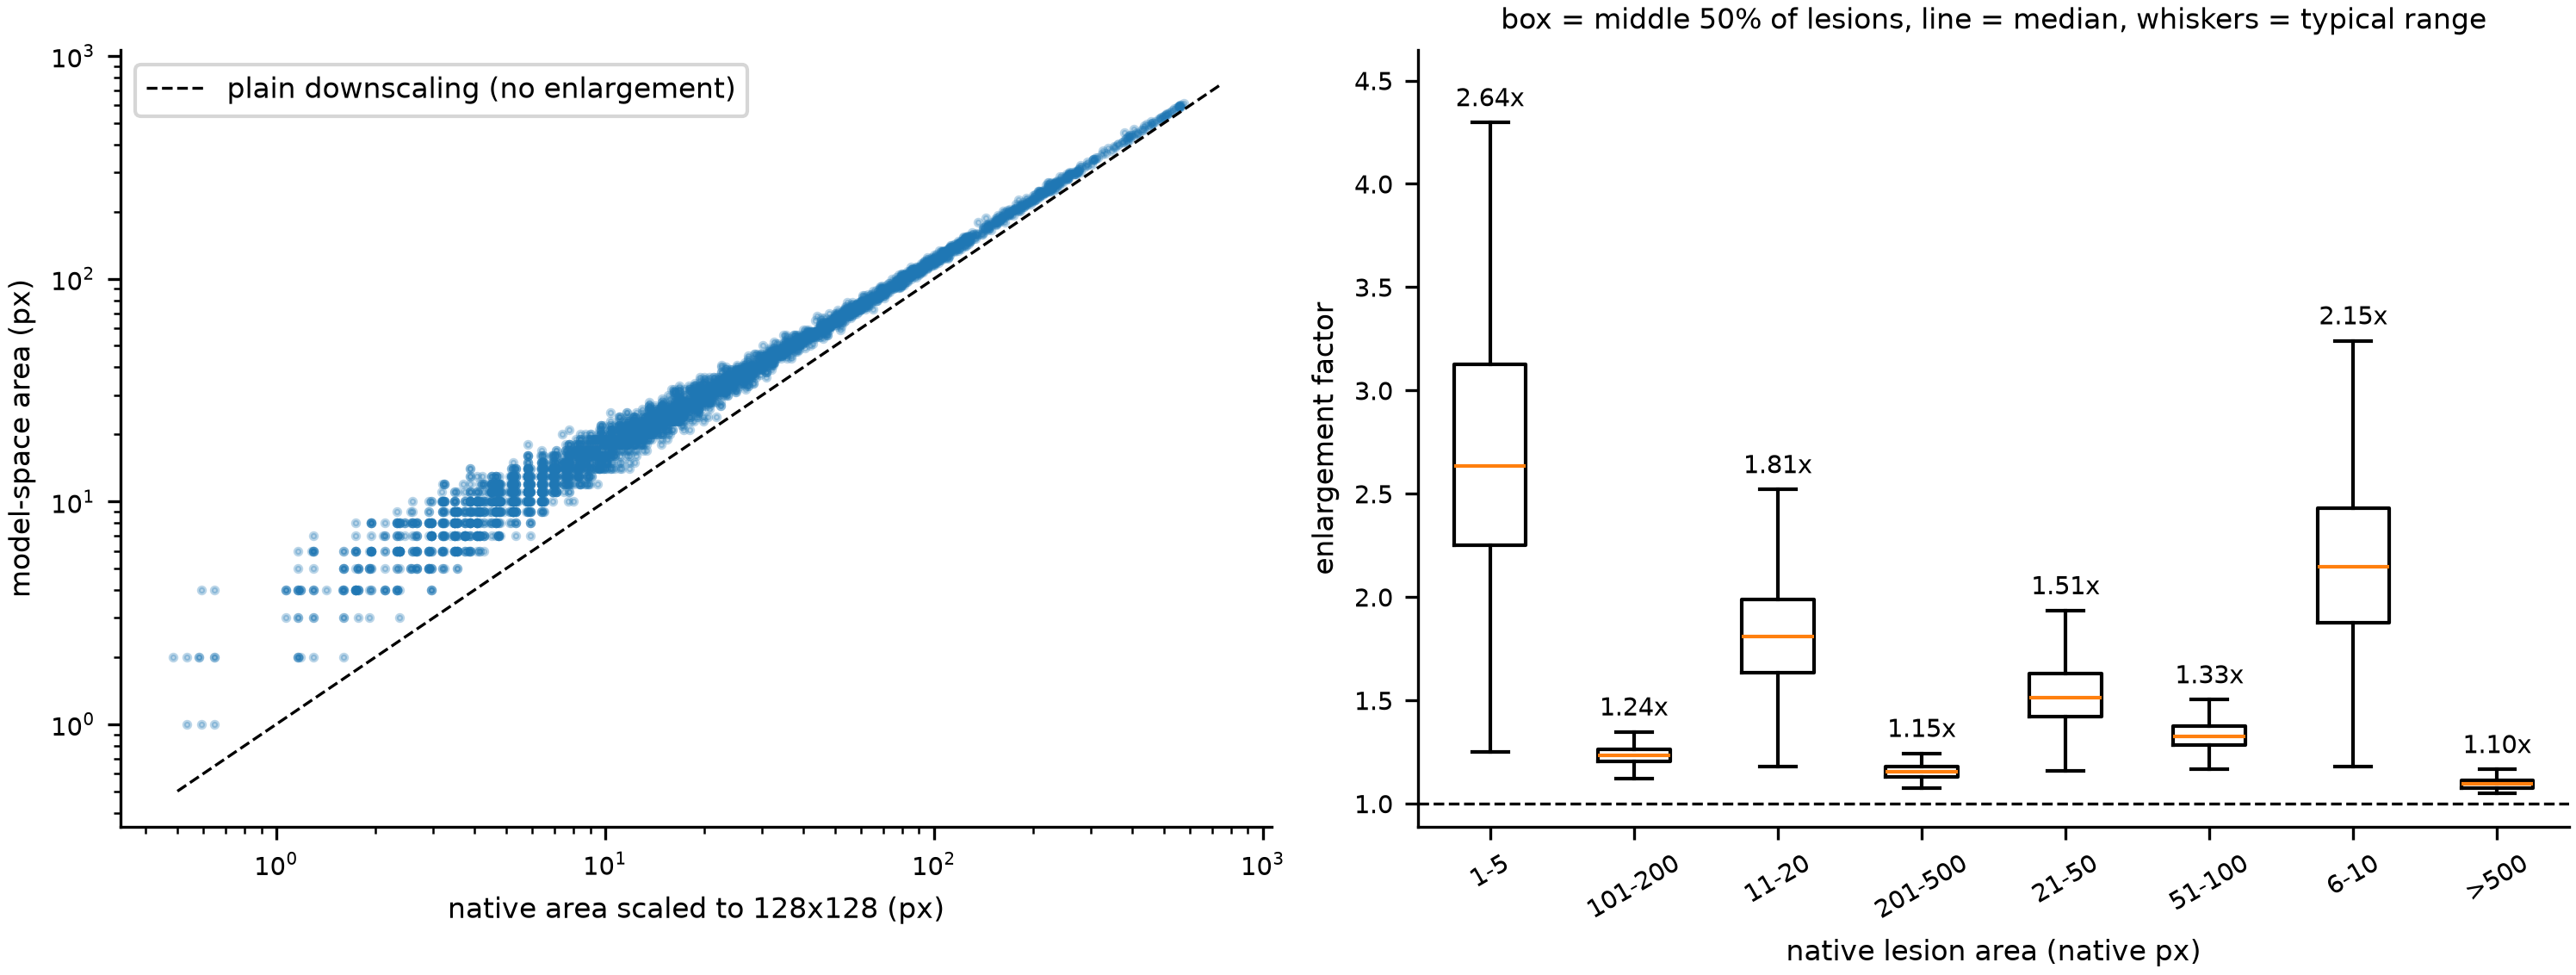 plain downscaling (no enlargement)
10³
10²
10¹
10⁰
model-space area (px)
10⁰ 10¹ 10² 10³
native area scaled to 128x128 (px)
box = middle 50% of lesions, line = median, whiskers = typical range
4.5
4.0
3.5
3.0
2.5
2.0
1.5
1.0
enlargement factor
2.64x
1.24x
1.81x
1.15x
1.51x
1.33x
2.15x
1.10x
1-5 101-200 11-20 201-500 21-50 51-100 6-10 >500
native lesion area (native px)